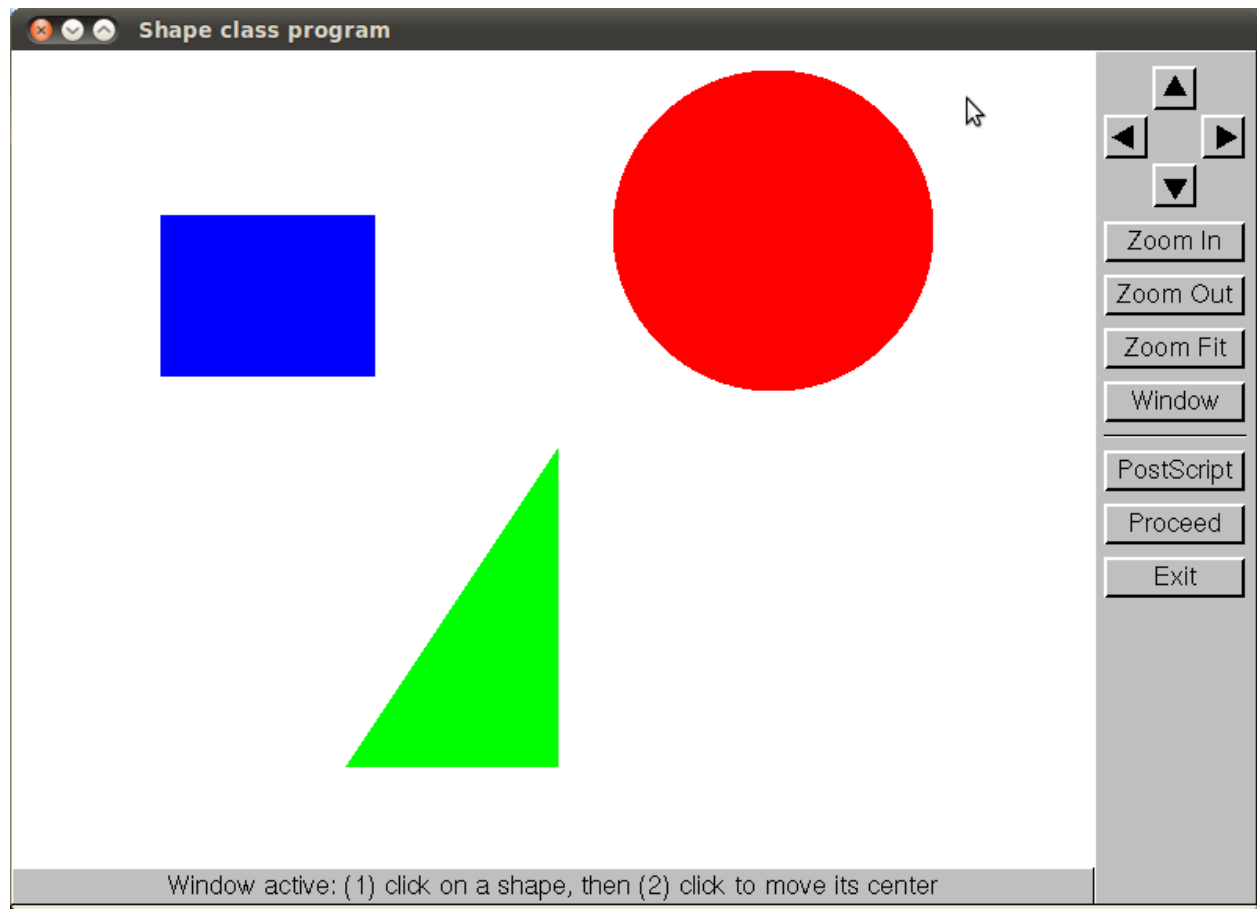 Shape class program
Zoom In
Zoom Out
Zoom Fit
Window
PostScript
Proceed
Exit
Window active: (1) click on a shape, then (2) click to move its center